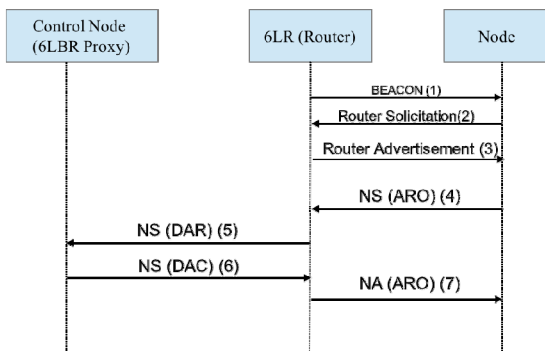 Control Node
(6LBR Proxy)
6LR (Router)
Node
BEACON (1)
Router Solicitation(2)
Router Advertisement (3)
NS (ARO) (4)
NS (DAR) (5)
NS (DAC) (6)
NA (ARO) (7)